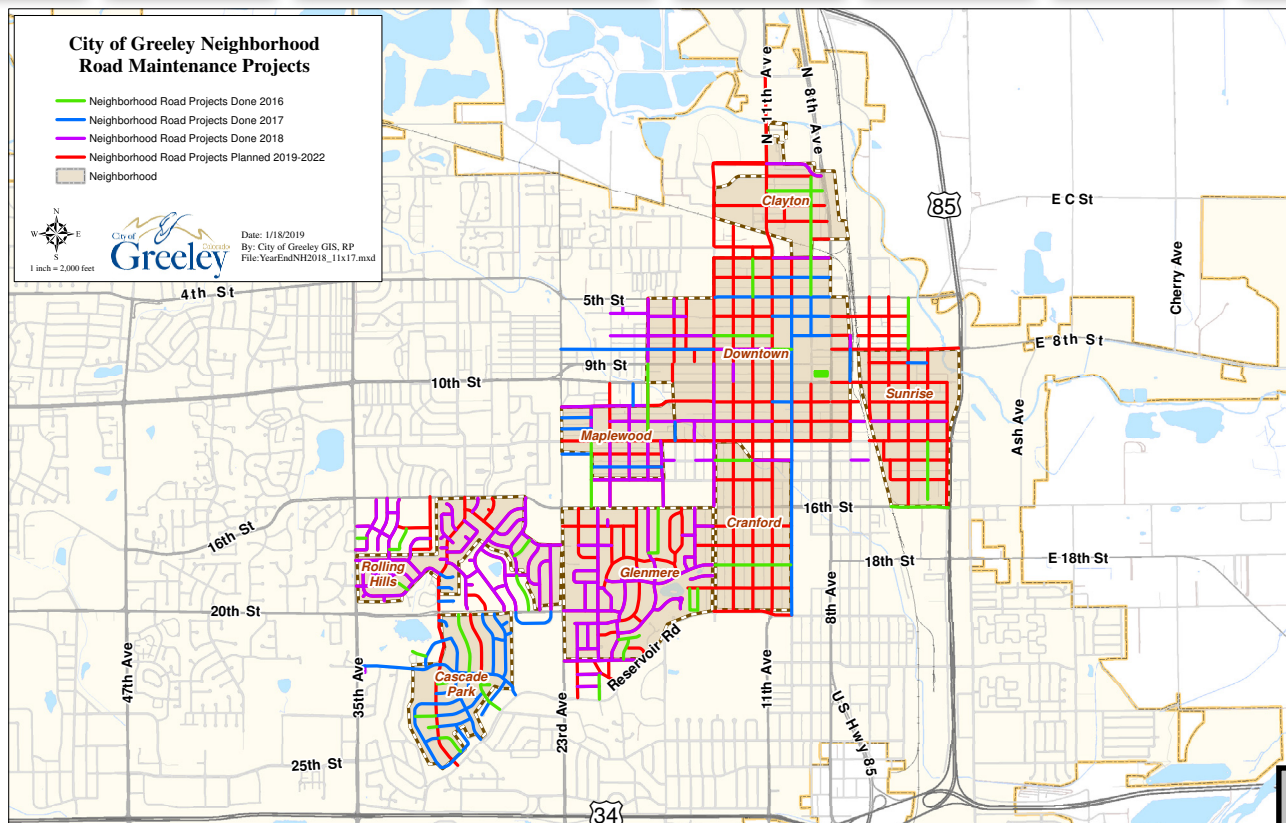 City of Greeley Neighborhood
Road Maintenance Projects
Neighborhood Road Projects Done 2016
Neighborhood Road Projects Done 2017
Neighborhood Road Projects Done 2018
Neighborhood Road Projects Planned 2019-2022
Neighborhood
N
W
E
S
1 inch = 2,000 feet
City of
Greeley
Colorado
Date: 1/18/2019
By: City of Greeley GIS, RP
File:YearEndNH2018_11x17.mxd
N 11th Ave
N 8th Ave
Clayton
85
E C St
Cherry Ave
4th St
5th St
E 8th St
Downtown
9th St
10th St
Sunrise
Ash Ave
Maplewood
16th St
16th St
Cranford
18th St
E 18th St
Rolling
Hills
Glenmere
20th St
8th Ave
Reservoir Rd
47th Ave
35th Ave
Cascade
Park
23rd Ave
11th Ave
US Hwy 85
25th St
34